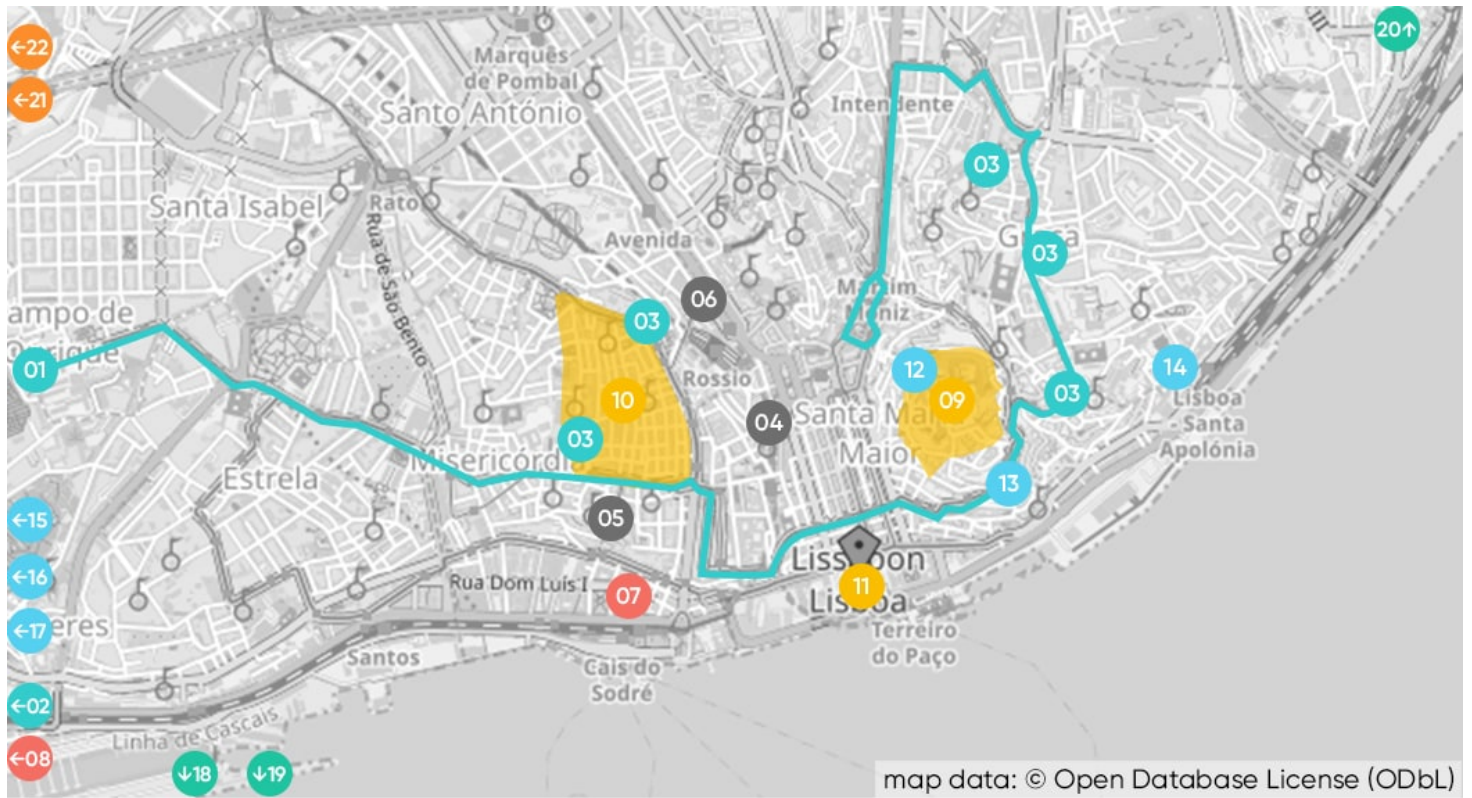 ←22
20↑
Marquês
de Pombal
←21
Santo António
Intendente
03
Santa Isabel
Rato
Rua de São Bento
Avenida
03
06
03
ampo de
01
12
14
Rossio
10
09
03
Lisboa
- Santa
Apolónia
04
Santa Ma
Maior
03
Misericórdi
Estrela
13
←15
05
Lisboa
←16
Rua Dom Luís I
07
11
←17
eres
Terreiro
do Paço
Santos
Cais do
Sodré
←02
Linha de Cascais
←08
↓18
↓19
map data: © Open Database License (ODbL)